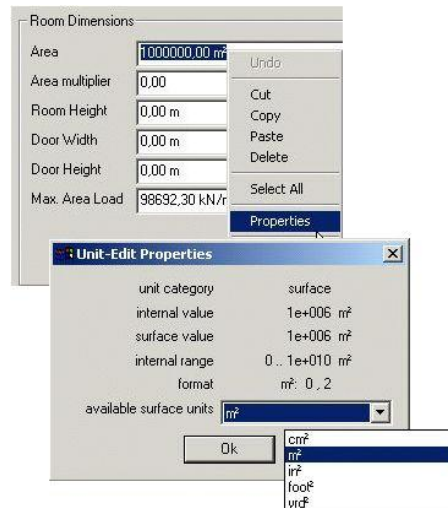 Room Dimensions
Area 1000000,00 m²
Area multiplier 0,00
Room Height 0,00 m
Door Width 0,00 m
Door Height 0,00 m
Max. Area Load 98692,30 kN/
Undo
Cut
Copy
Paste
Delete
Select All
Properties
Unit-Edit Properties
unit category surface
internal value 1e+006 m²
surface value 1e+006 m²
internal range 0 .. 1e+010 m²
format m²: 0 , 2
available surface units m²
Ok
cm²
m²
in²
foot²
yrd²